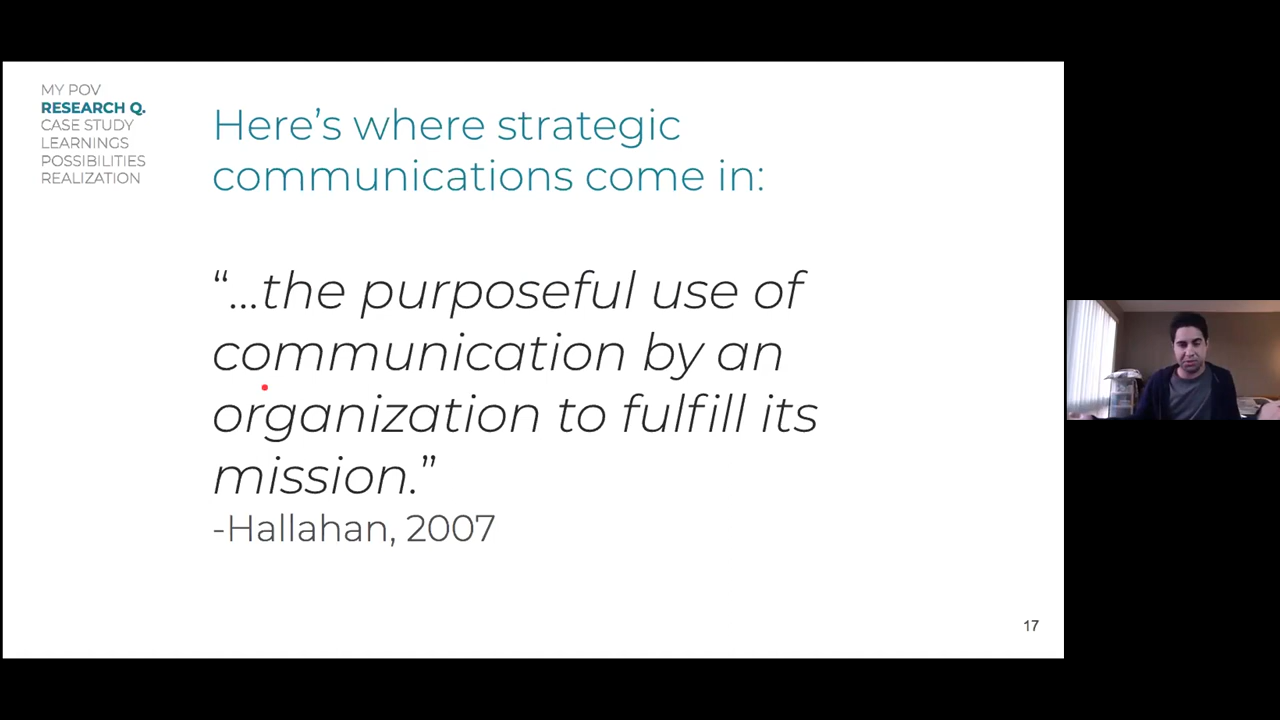 MY POV
RESEARCH Q.
CASE STUDY
LEARNINGS
POSSIBILITIES
REALIZATION
Here’s where strategic
communications come in:
“...the purposeful use of
communication by an
organization to fulfill its
mission.”
-Hallahan, 2007
17